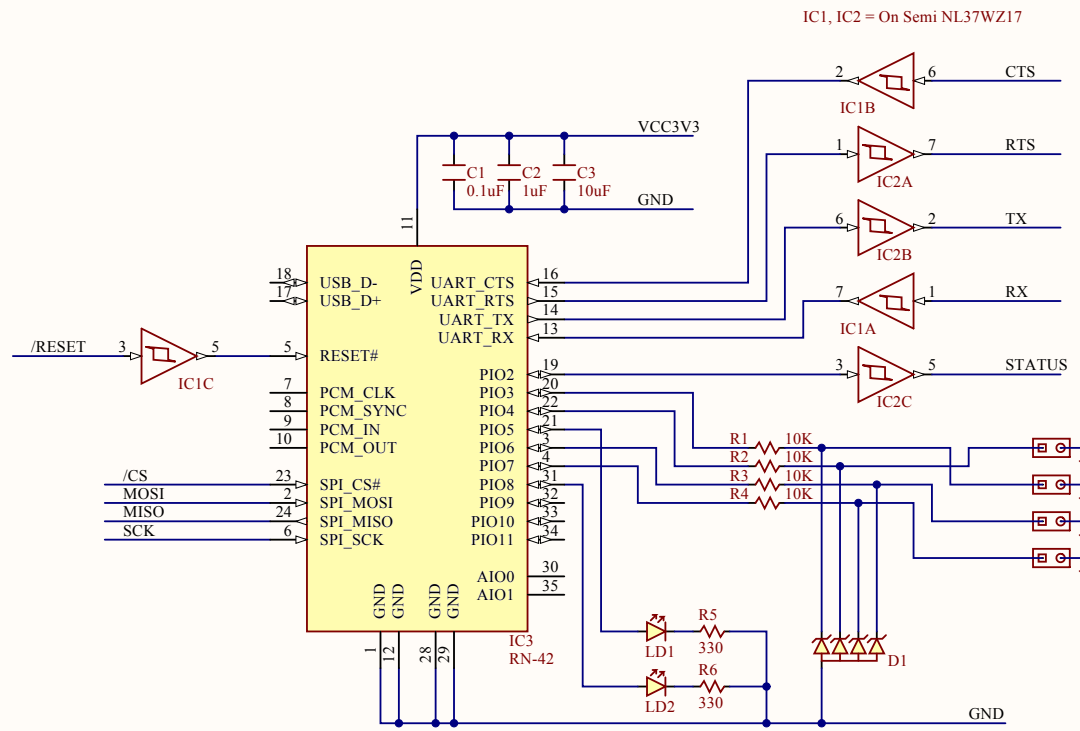 IC1, IC2 = On Semi NL37WZ17
2 6 CTS
IC1B
VCC3V3
1 7 RTS
C1 C2 C3
0.1uF 1uF 10uF
IC2A
GND
11
6 2 TX
IC2B
VDD
18 USB_D- UART_CTS 16
17 USB_D+ UART_RTS 15
7 1 RX
UART_TX 14
IC1A
UART_RX 13
/RESET 3 5 5 RESET#
IC1C
PIO2 19 3 5 STATUS
7 PCM_CLK PIO3 20
IC2C
8 PCM_SYNC PIO4 22
9 PCM_IN PIO5 21
R1 10K
10 PCM_OUT PIO6 3
R2 10K
PIO7 4
R3 10K
/CS 23 SPI_CS# PIO8 31
R4 10K
MOSI 2 SPI_MOSI PIO9 32
MISO 24 SPI_MISO PIO10 33
SCK 6 SPI_SCK PIO11 34
AIO0 30
AIO1 35
GND GND GND GND
1 12 28 29
IC3
RN-42
R5
LD1 330
D1
R6
LD2 330
GND